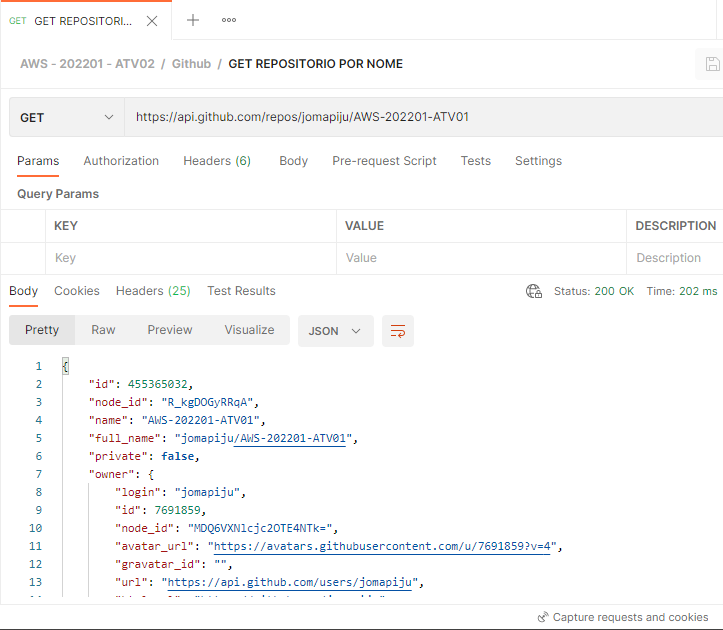 GET GET REPOSITORI...
AWS - 202201 - ATV02 / Github / GET REPOSITORIO POR NOME
GET https://api.github.com/repos/jomapiju/AWS-202201-ATV01
Params Authorization Headers (6) Body Pre-request Script Tests Settings
Query Params
KEY VALUE DESCRIPTION
Key Value Description
Body Cookies Headers (25) Test Results Status: 200 OK Time: 202 ms
Pretty Raw Preview Visualize JSON
1 {
2 "id": 455365032,
3 "node_id": "R_kgDOGyRRqA",
4 "name": "AWS-202201-ATV01",
5 "full_name": "jomapiju/AWS-202201-ATV01",
6 "private": false,
7 "owner": {
8 "login": "jomapiju",
9 "id": 7691859,
10 "node_id": "MDQ6VXNlcjc2OTE4NTk=",
11 "avatar_url": "https://avatars.githubusercontent.com/u/7691859?v=4",
12 "gravatar_id": "",
13 "url": "https://api.github.com/users/jomapiju",
Capture requests and cookies